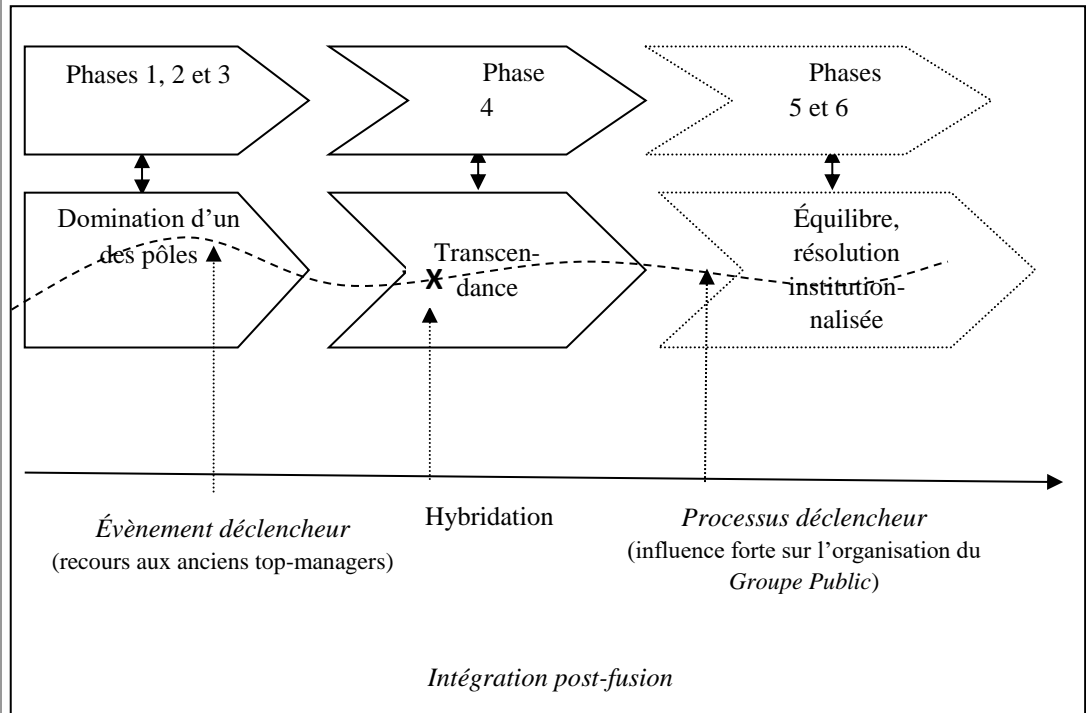 Phases 1, 2 et 3
Phase
4
Phases
5 et 6
Domination d’un
des pôles
Transcen-
dance
X
Équilibre,
résolution
institution-
nalisée
Évènement déclencheur
(recours aux anciens top-managers)
Hybridation
Processus déclencheur
(influence forte sur l’organisation du
Groupe Public)
Intégration post-fusion